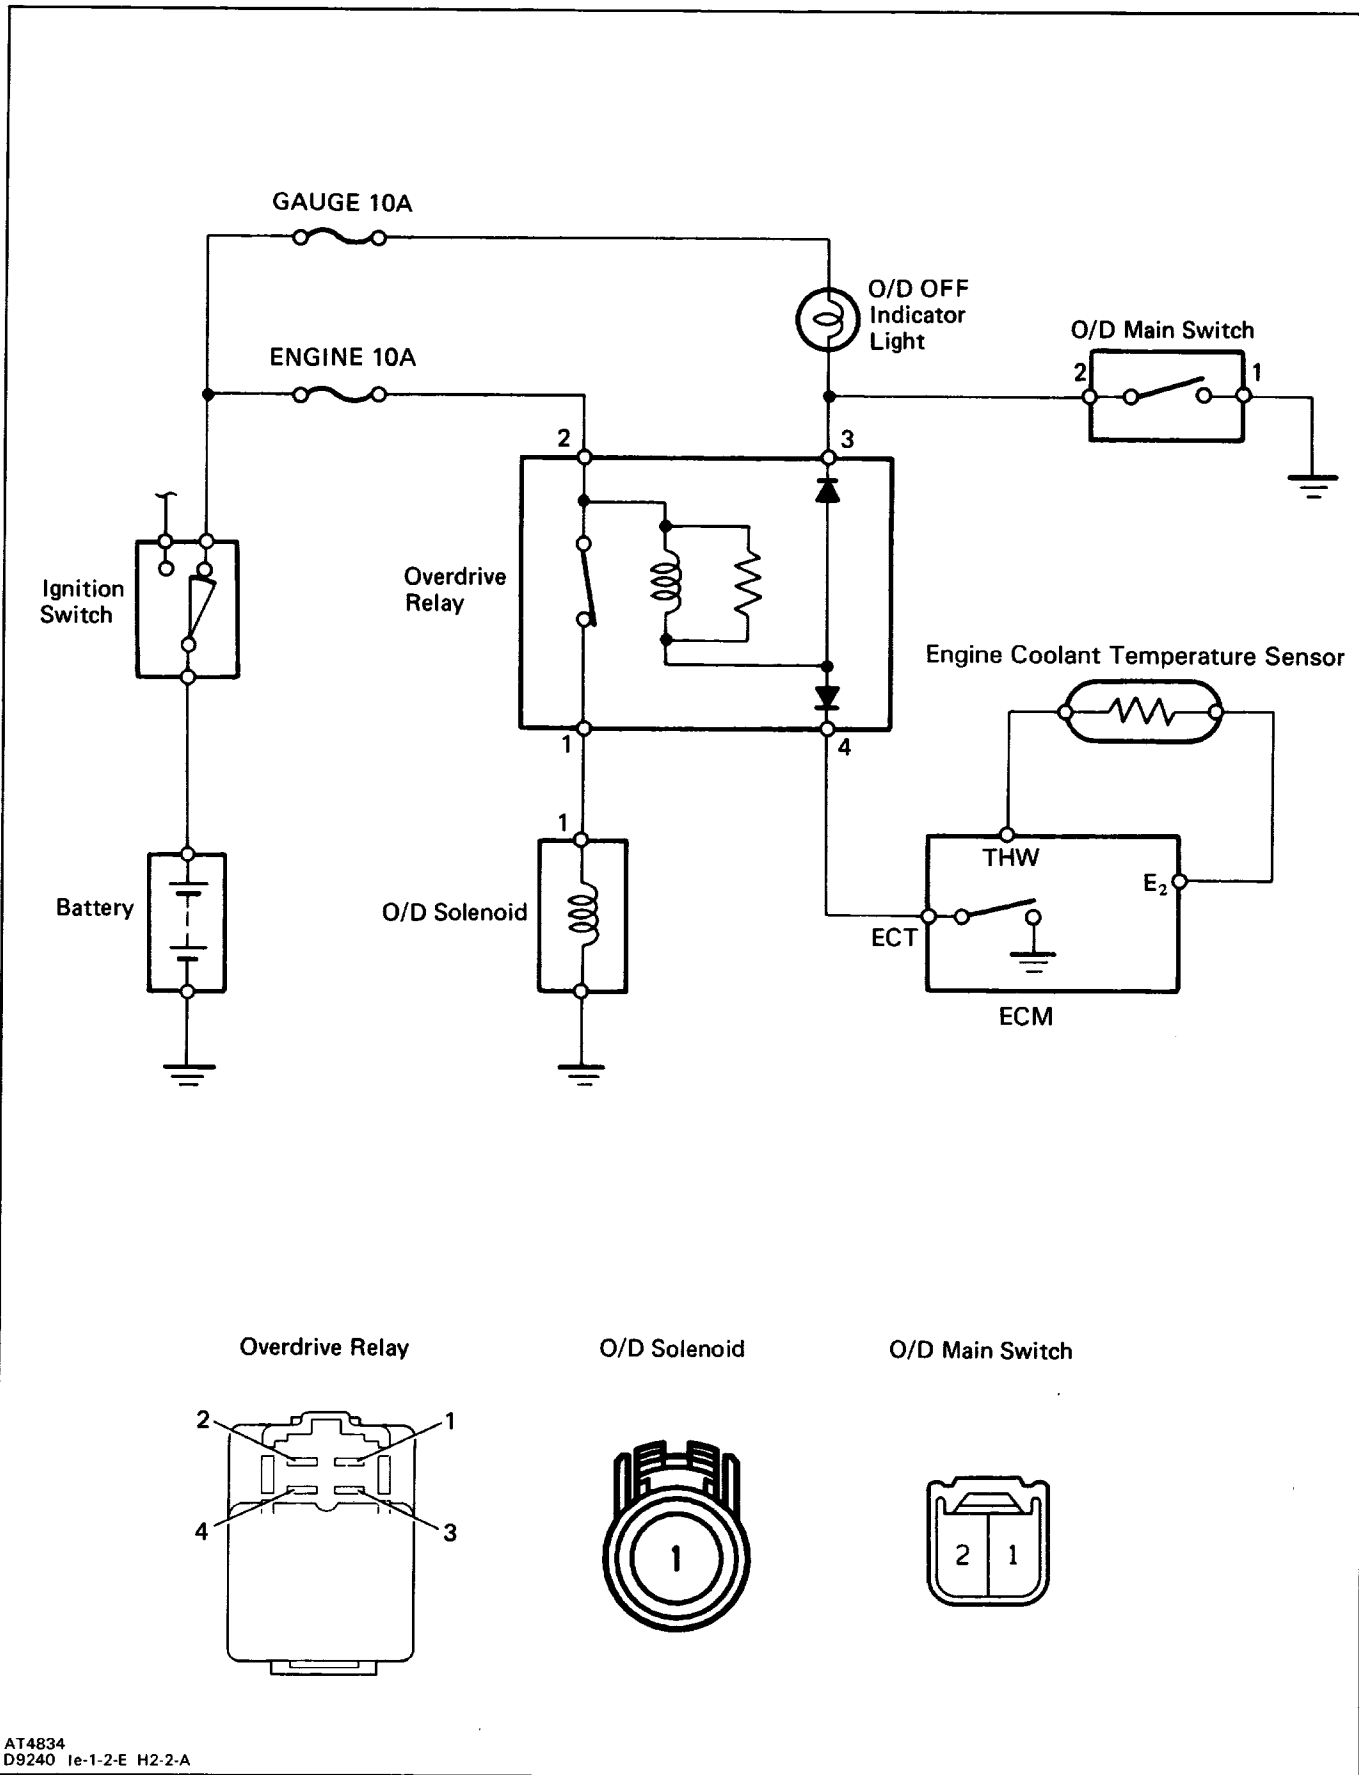 GAUGE 10A
O/D OFF
Indicator
Light
O/D Main Switch
ENGINE 10A
2
1
2
3
Ignition
Switch
Overdrive
Relay
Engine Coolant Temperature Sensor
1
4
1
THW
E2
Battery
O/D Solenoid
ECT
ECM
Overdrive Relay
O/D Solenoid
O/D Main Switch
2
1
4
3
1
2
1
AT4834
D9240 Ie-1-2-E H2-2-A